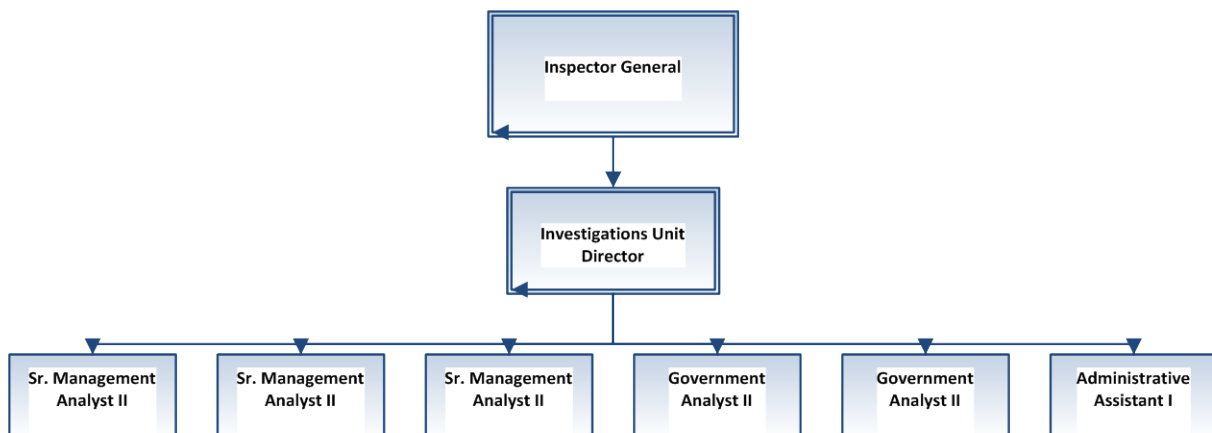 Inspector General
Investigations Unit
Director
Sr. Management
Analyst II
Sr. Management
Analyst II
Sr. Management
Analyst II
Government
Analyst II
Government
Analyst II
Administrative
Assistant I